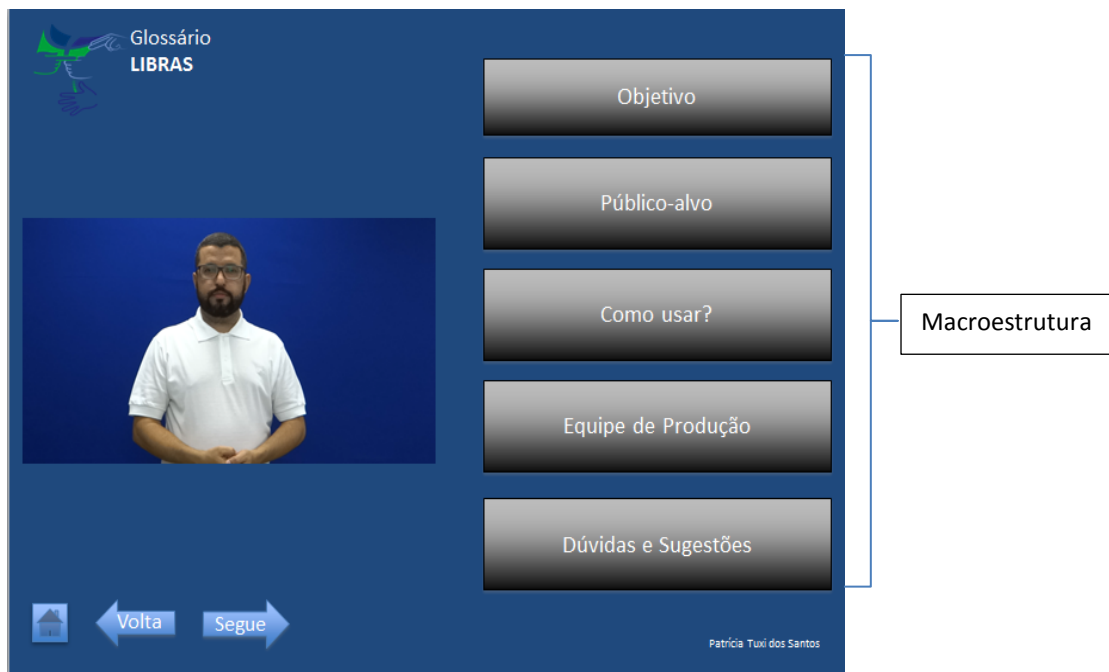 Glossário
LIBRAS
Objetivo
Público-alvo
Como usar?
Equipe de Produção
Dúvidas e Sugestões
Macroestrutura
Volta
Segue
Patrícia Tuxi dos Santos